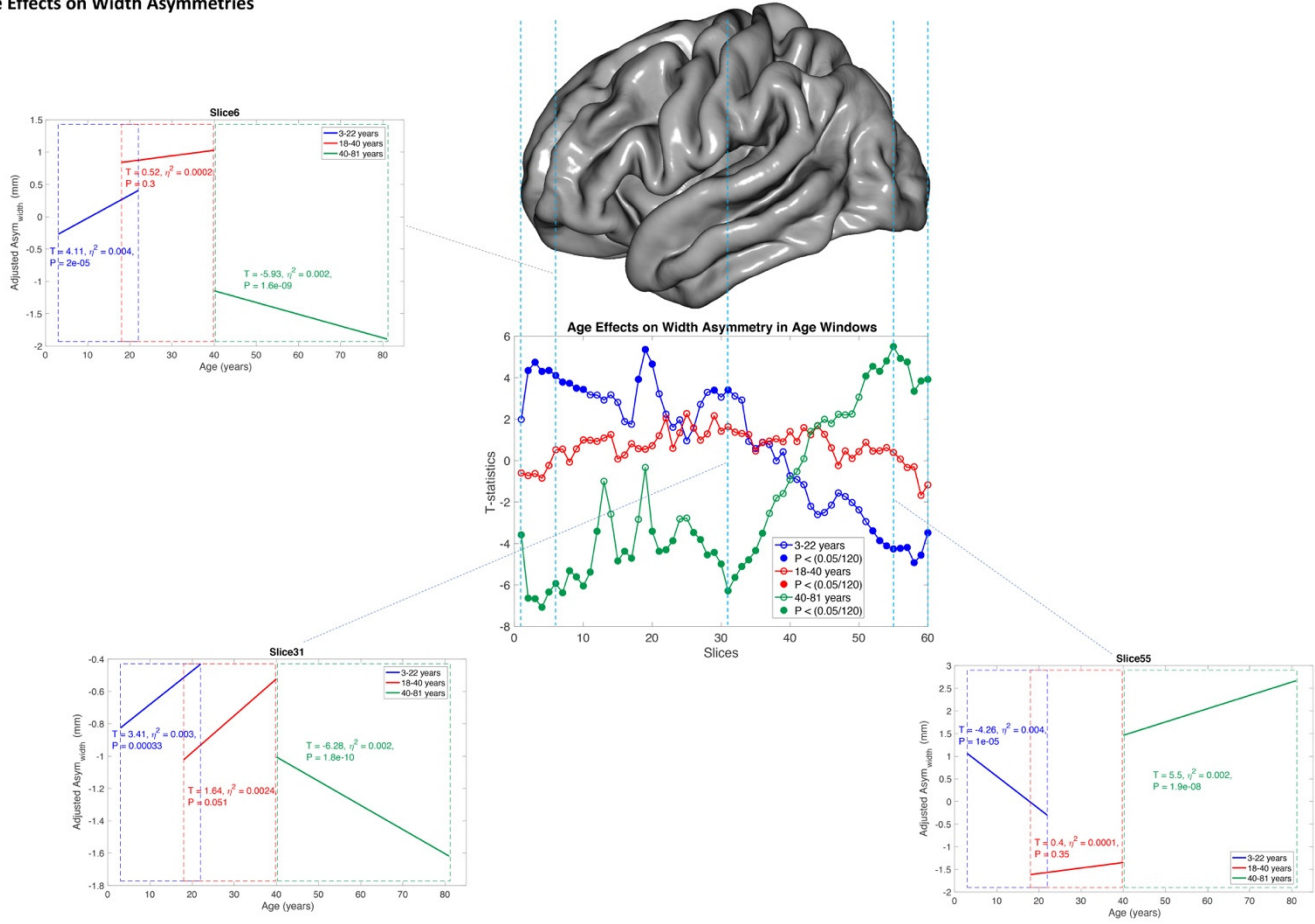 Effects on Width Asymmetries
Slice6
1.5
1
0.5
0
-0.5
-1
-1.5
-2
Adjusted Asym_width (mm)
3-22 years
18-40 years
40-81 years
T = 0.52, η² = 0.0002
P = 0.3
T = 4.11, η² = 0.004,
P = 2e-05
T = -5.93, η² = 0.002,
P = 1.6e-09
0 10 20 30 40 50 60 70 80
Age (years)
Age Effects on Width Asymmetry in Age Windows
6
4
2
0
-2
-4
-6
-8
T-statistics
3-22 years
P < (0.05/120)
18-40 years
P < (0.05/120)
40-81 years
P < (0.05/120)
0 10 20 30 40 50 60
Slices
Slice31
-0.4
-0.6
-0.8
-1
-1.2
-1.4
-1.6
-1.8
Adjusted Asym_width (mm)
3-22 years
18-40 years
40-81 years
T = 3.41, η² = 0.003,
P = 0.00033
T = -6.28, η² = 0.002,
P = 1.8e-10
T = 1.64, η² = 0.0024
P = 0.051
0 10 20 30 40 50 60 70 80
Age (years)
Slice55
3
2.5
2
1.5
1
0.5
0
-0.5
-1
-1.5
-2
Adjusted Asym_width (mm)
T = -4.26, η² = 0.004,
P = 1e-05
T = 5.5, η² = 0.002,
P = 1.9e-08
T = 0.4, η² = 0.0001,
P = 0.35
3-22 years
18-40 years
40-81 years
0 10 20 30 40 50 60 70 80
Age (years)